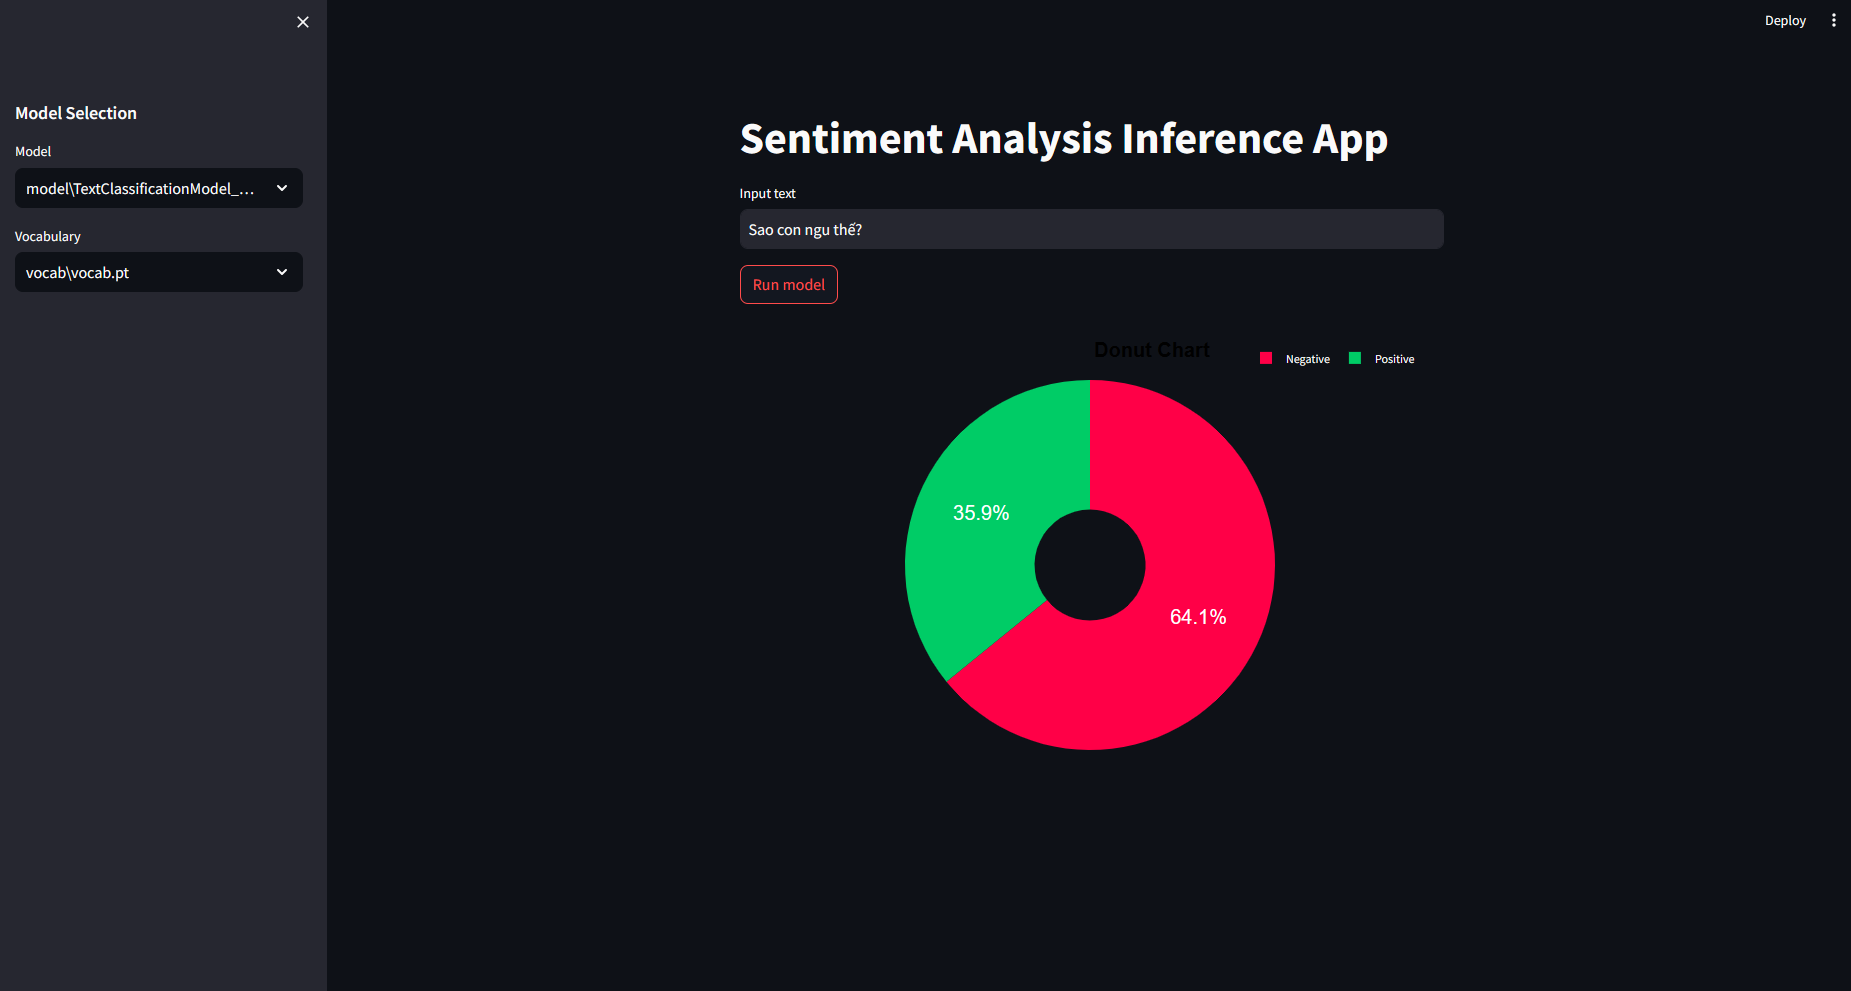 Deploy
Model Selection
Model
model\TextClassificationModel_...
Vocabulary
vocab\vocab.pt
Sentiment Analysis Inference App
Input text
Sao con ngu thế?
Run model
Donut Chart
Negative
Positive
35.9%
64.1%